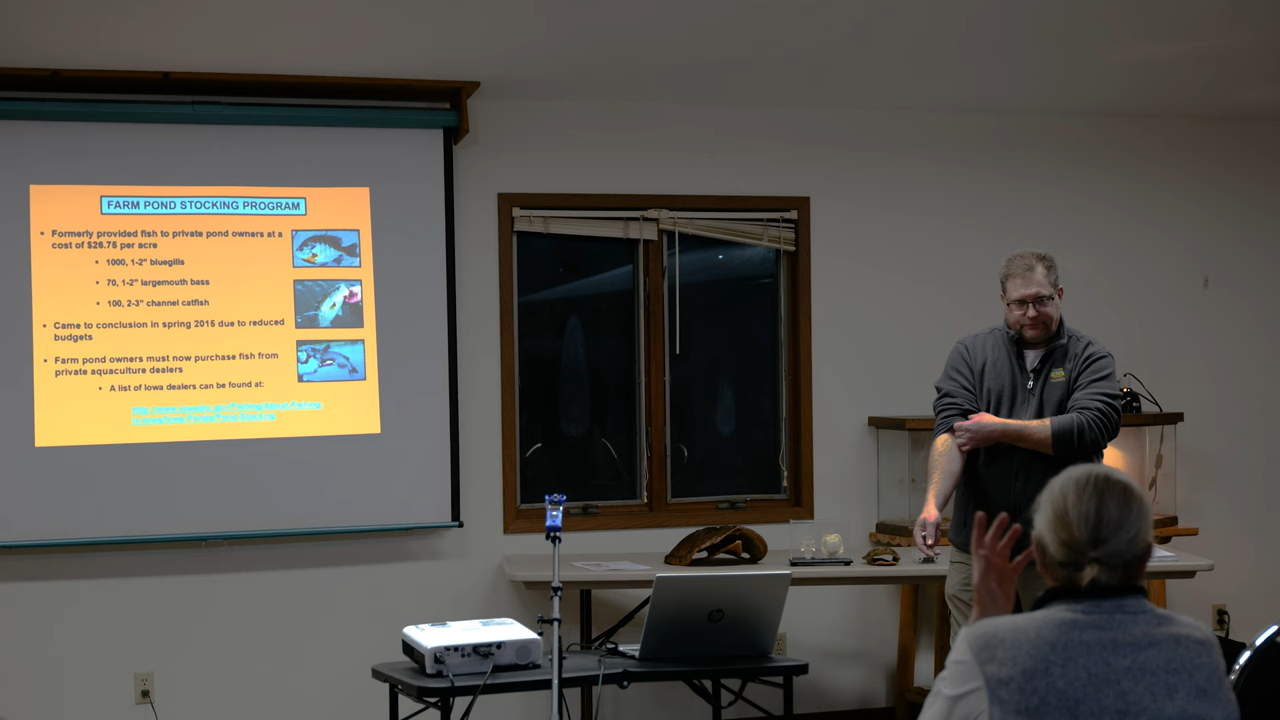 FARM POND STOCKING PROGRAM
• Formerly provided fish to private pond owners at a
cost of $26.75 per acre
• 1000, 1-2" bluegills
• 70, 1-2" largemouth bass
• 100, 2-3" channel catfish
• Came to conclusion in spring 2015 due to reduced
budgets
• Farm pond owners must now purchase fish from
private aquaculture dealers
• A list of Iowa dealers can be found at:
hp